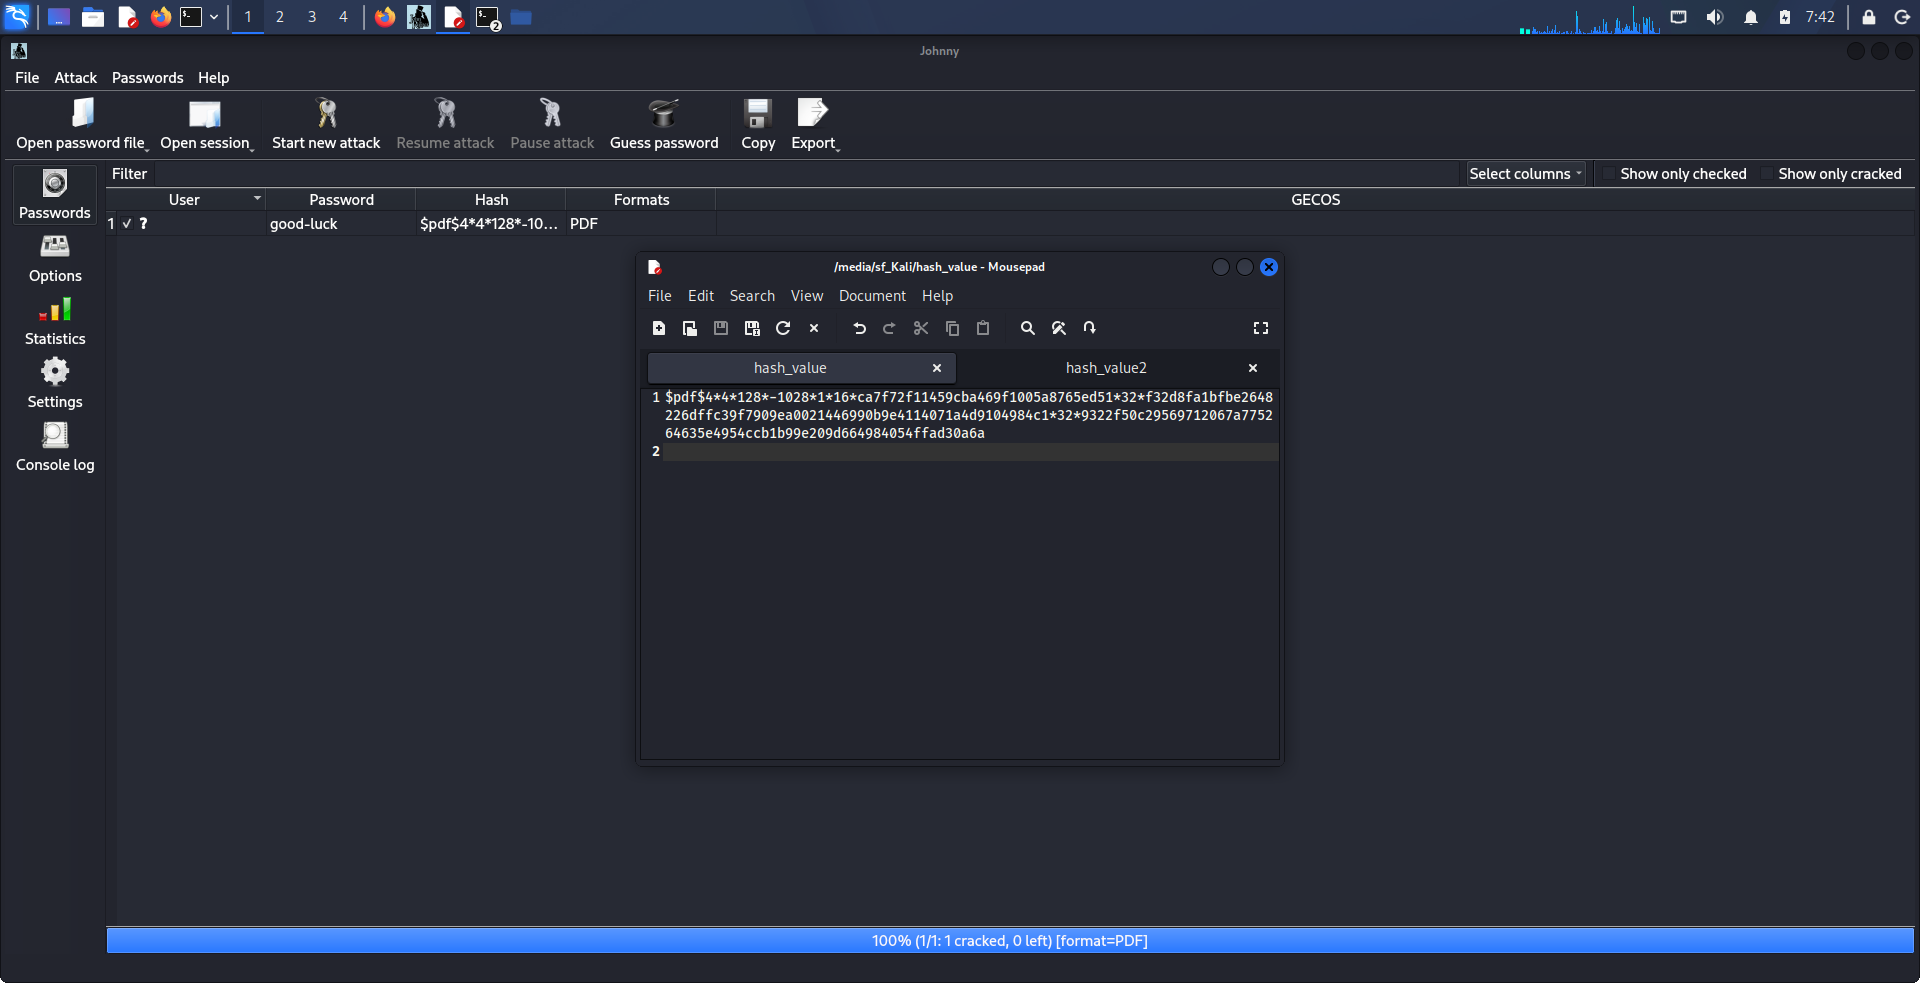 1 2 3 4 2 7:42
Johnny
File Attack Passwords Help
Open password file Open session Start new attack Resume attack Pause attack Guess password Copy Export
Passwords
Options
Statistics
Settings
Console log
Filter Select columns Show only checked Show only cracked
User Password Hash Formats GECOS
1 ? good-luck $pdf$4*4*128*-10... PDF
/media/sf_Kali/hash_value - Mousepad
File Edit Search View Document Help
hash_value hash_value2
1 $pdf$4*4*128*-1028*1*16*ca7f72f11459cba469f1005a8765ed51*32*f32d8fa1bfbe2648
226dffc39f7909ea0021446990b9e4114071a4d9104984c1*32*9322f50c29569712067a7752
64635e4954ccb1b99e209d664984054ffad30a6a
2
100% (1/1: 1 cracked, 0 left) [format=PDF]